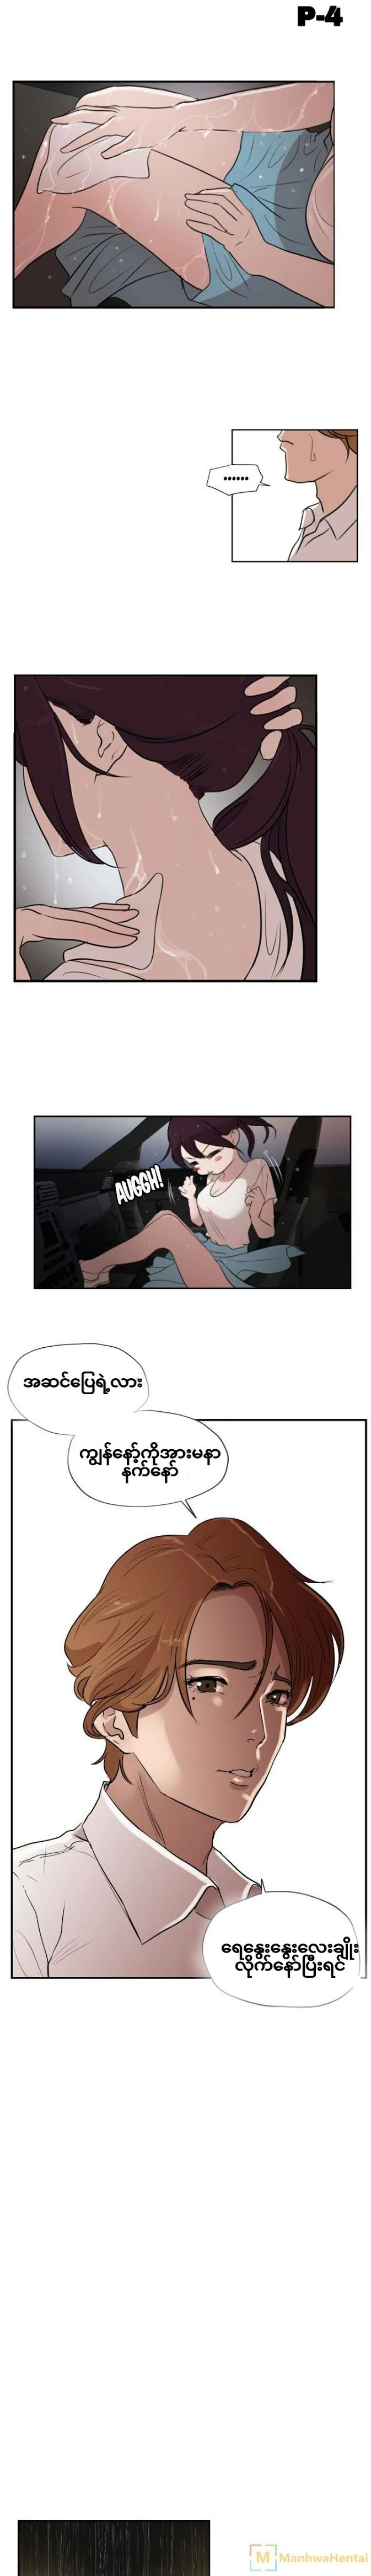 P-4
......
AUGGH!
အဆင်ပြေရဲ့လား
ကျွန်နော့်ကိုအားမနာ
နက်နော်
ရေနွေးနွေးလေးချိုး
လိုက်နော်ပြီးရင်
M ManhwaHentai